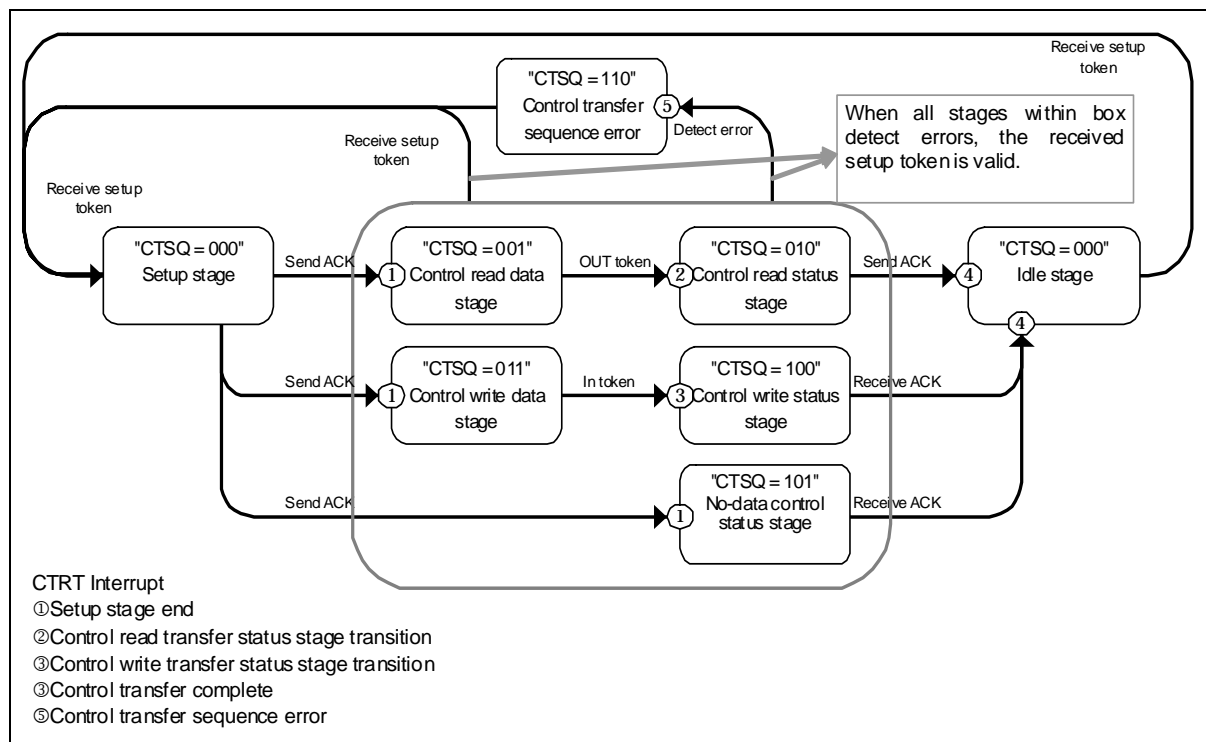 Receive setup
token
"CTSQ = 110"
Control transfer
sequence error
⑤
Detect error
When all stages within box
detect errors, the received
setup token is valid.
Receive setup
token
Receive setup
token
"CTSQ = 000"
Setup stage
Send ACK
①
"CTSQ = 001"
Control read data
stage
OUT token
②
"CTSQ = 010"
Control read status
stage
Send ACK
④
"CTSQ = 000"
Idle stage
④
Send ACK
①
"CTSQ = 011"
Control write data
stage
In token
③
"CTSQ = 100"
Control write status
stage
Receive ACK
Send ACK
①
"CTSQ = 101"
No-data control
status stage
Receive ACK
CTRT Interrupt
①Setup stage end
②Control read transfer status stage transition
③Control write transfer status stage transition
③Control transfer complete
⑤Control transfer sequence error